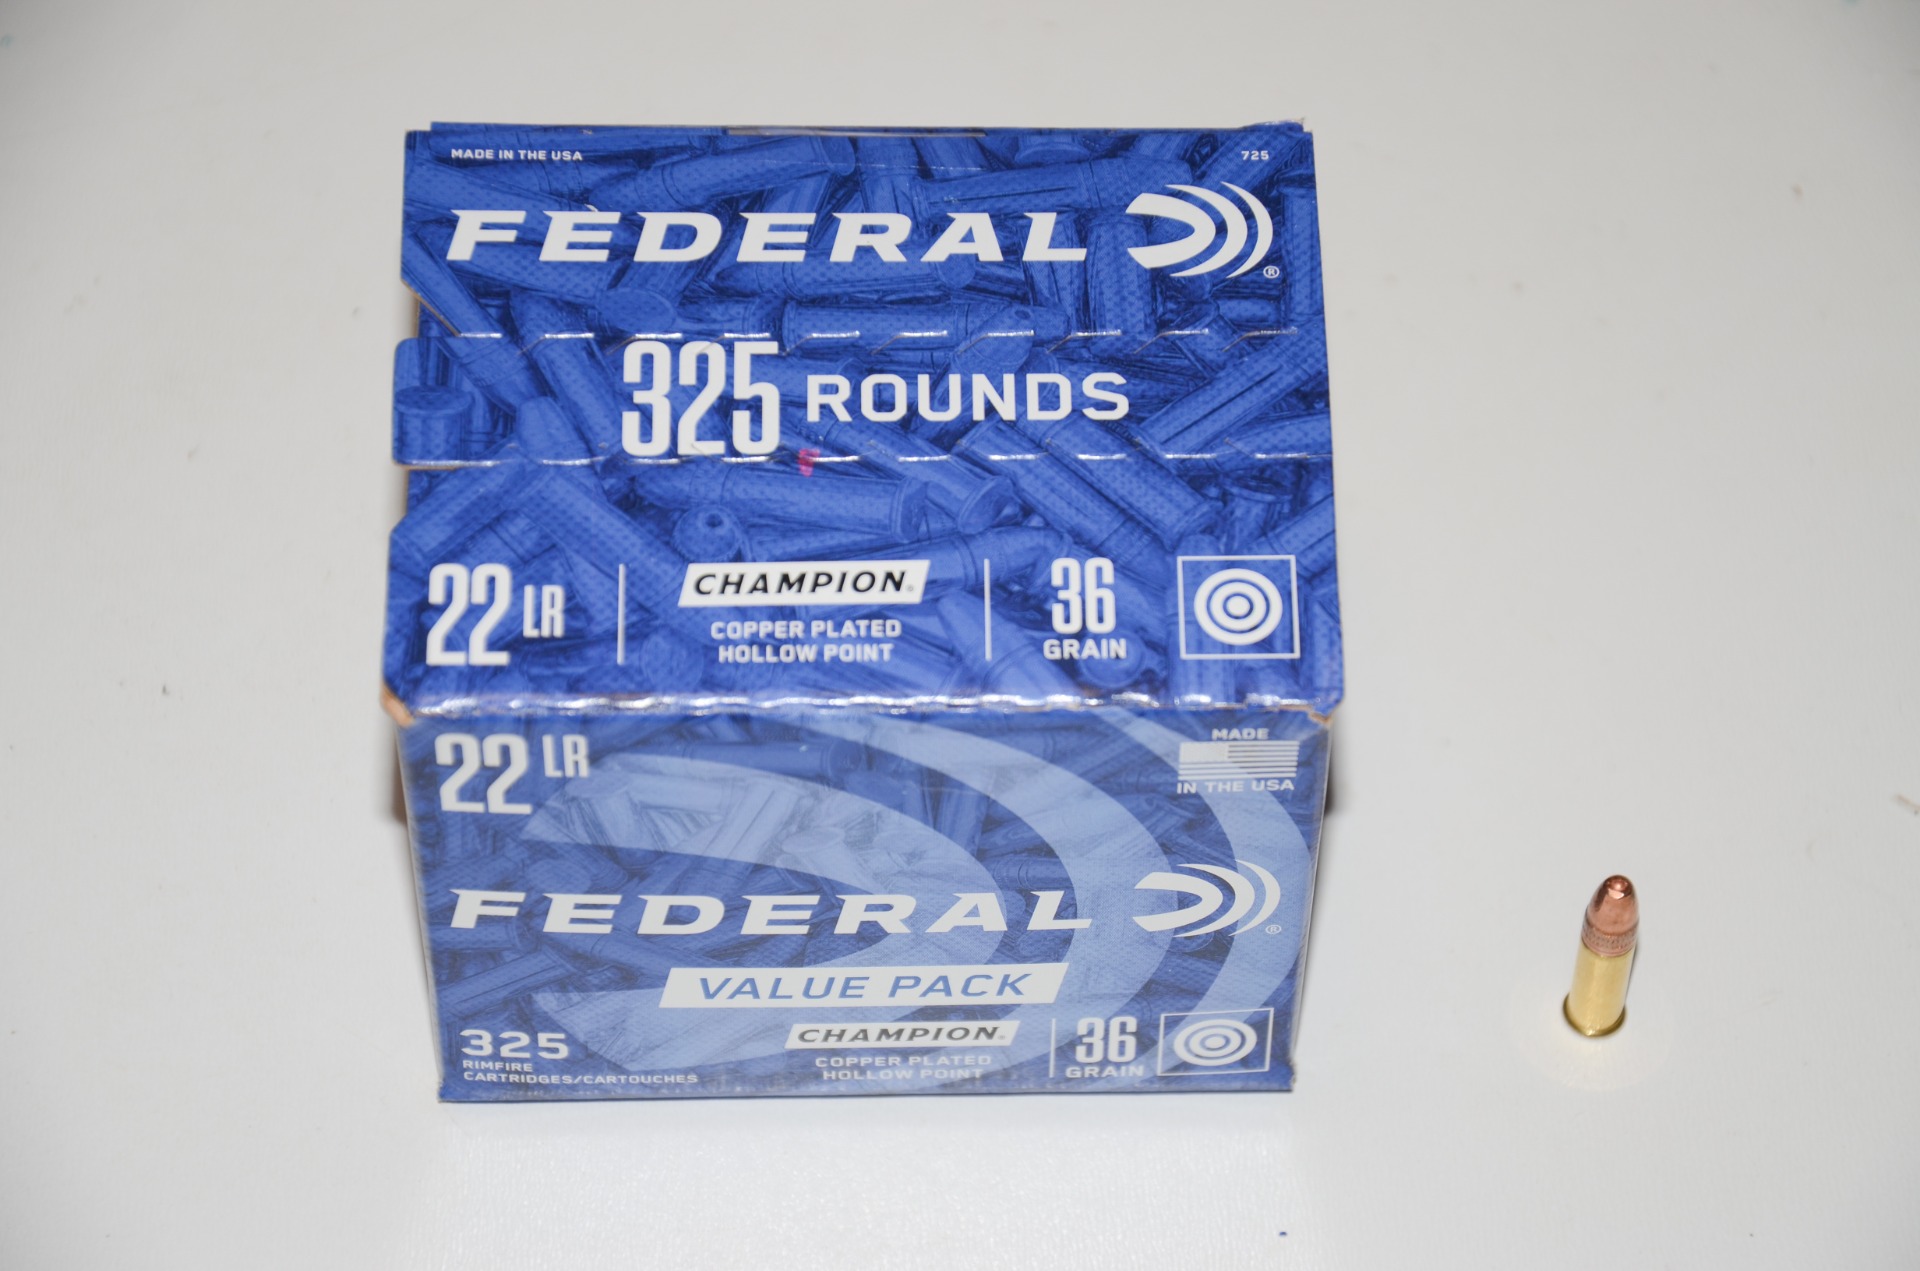 MADE IN THE USA 725
FEDERAL ®
325 ROUNDS
22 LR CHAMPION® 36 GRAIN
COPPER PLATED
HOLLOW POINT
22 LR
MADE
IN THE USA
FEDERAL ®
VALUE PACK
325
RIMFIRE
CARTRIDGES/CARTOUCHES
CHAMPION®
COPPER PLATED
HOLLOW POINT
36
GRAIN